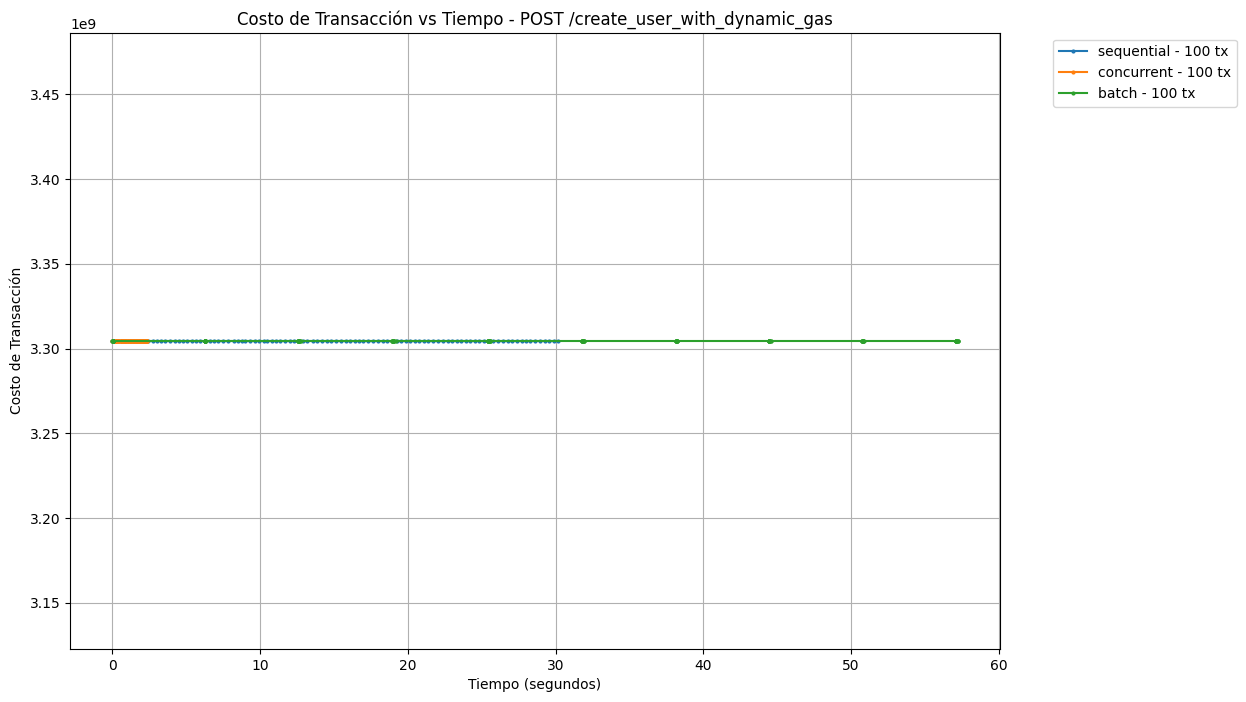 Costo de Transacción vs Tiempo - POST /create_user_with_dynamic_gas
1e9
sequential - 100 tx
concurrent - 100 tx
batch - 100 tx
Costo de Transacción
3.45
3.40
3.35
3.30
3.25
3.20
3.15
0 10 20 30 40 50 60
Tiempo (segundos)